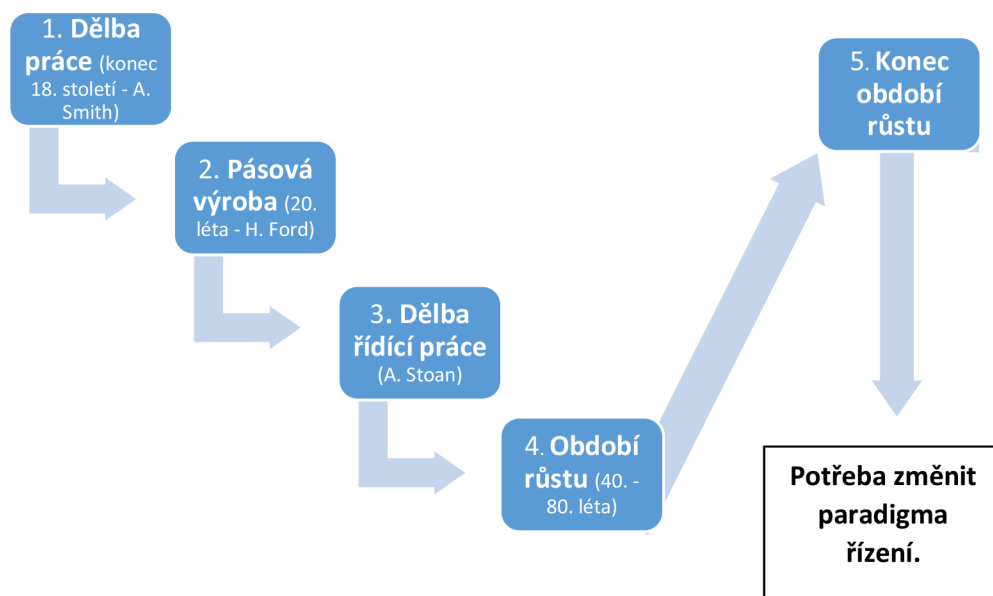 1. Dělba
práce (konec
18. století - A.
Smith)
2. Pásová
výroba (20.
léta - H. Ford)
3. Dělba
řídící práce
(A. Stoan)
4. Období
růstu (40. -
80. léta)
5. Konec
období
růstu
Potřeba změnit
paradigma
řízení.